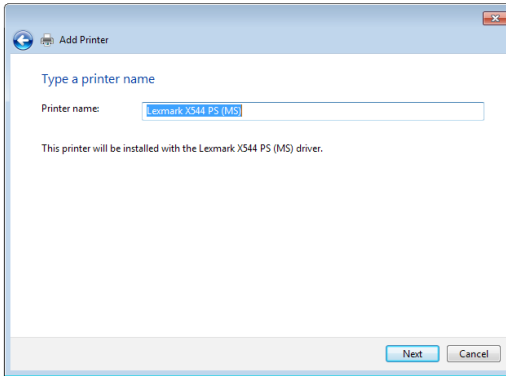 Add Printer
Type a printer name
Printer name: Lexmark X544 PS (MS)
This printer will be installed with the Lexmark X544 PS (MS) driver.
Next Cancel